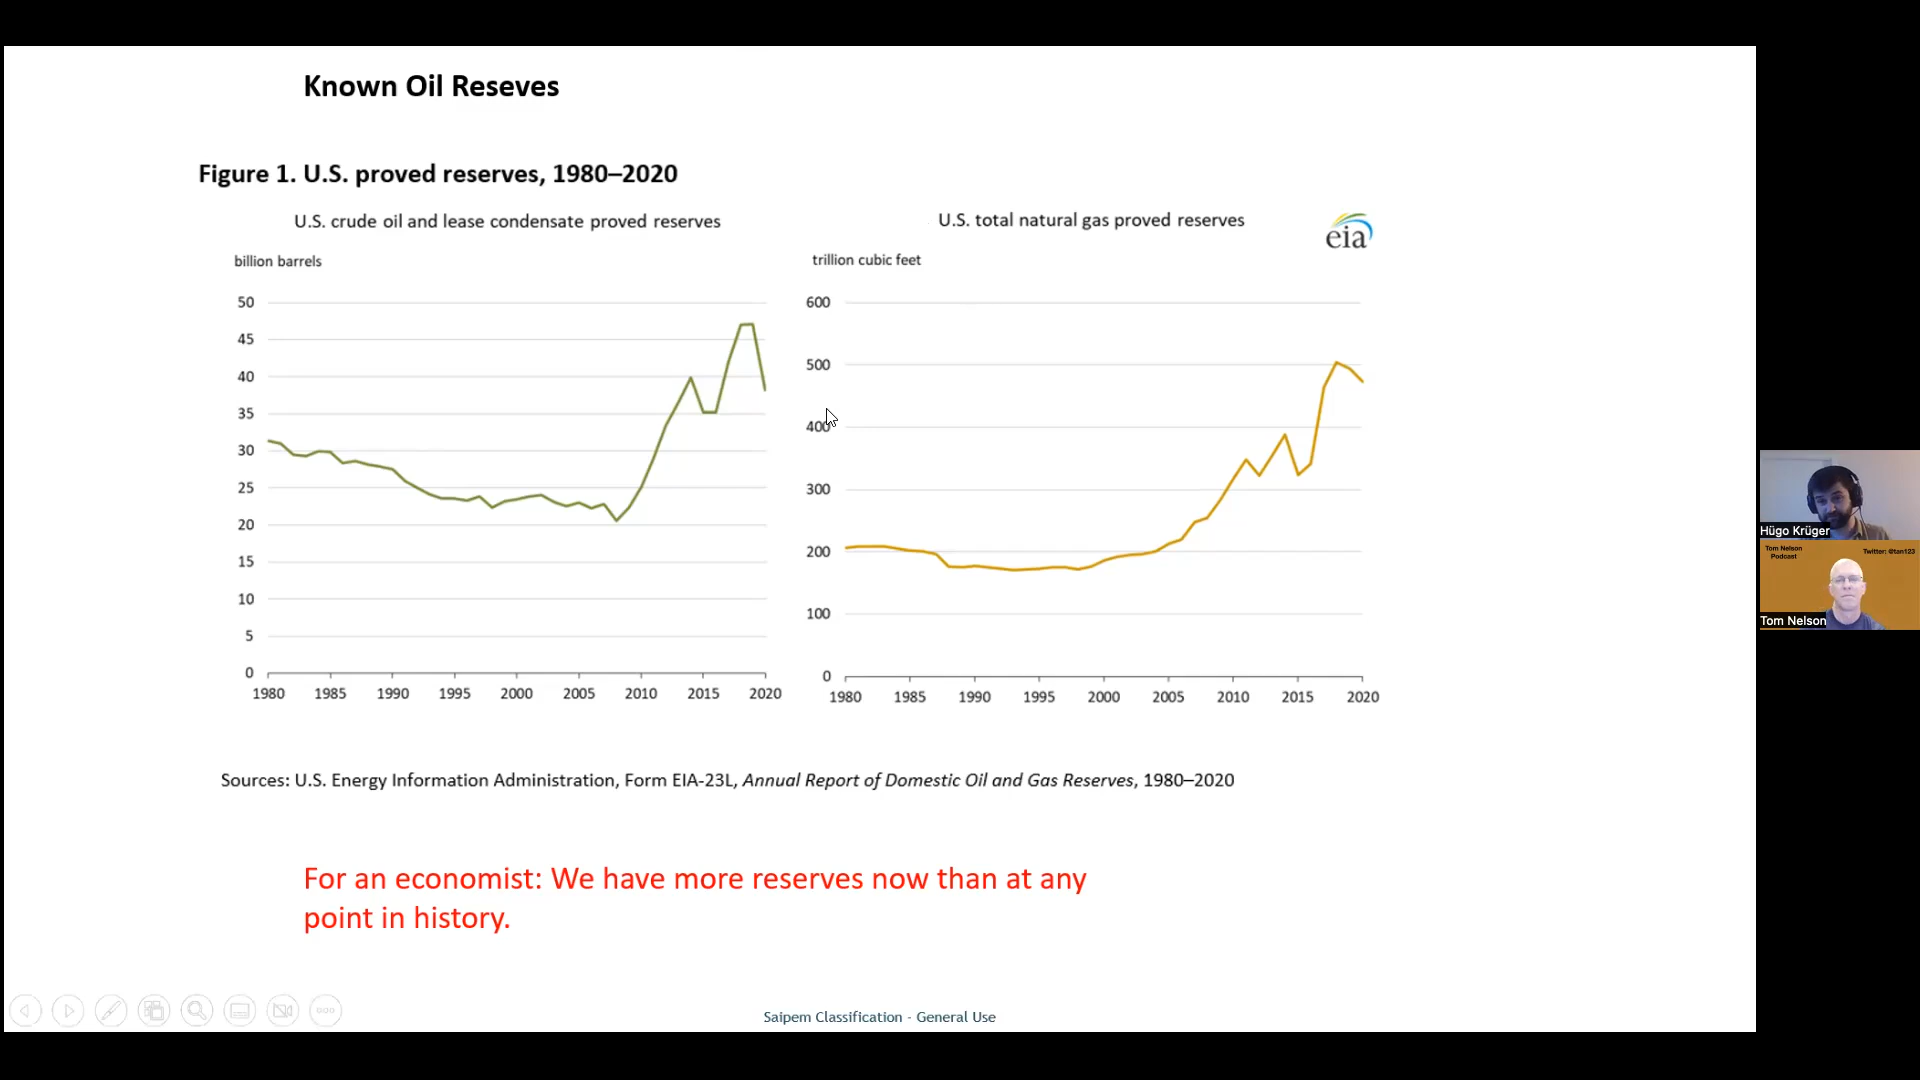 Known Oil Reseves
Figure 1. U.S. proved reserves, 1980–2020
U.S. crude oil and lease condensate proved reserves
billion barrels
50
45
40
35
30
25
20
15
10
5
0
1980 1985 1990 1995 2000 2005 2010 2015 2020
U.S. total natural gas proved reserves
eia
trillion cubic feet
600
500
400
300
200
100
0
1980 1985 1990 1995 2000 2005 2010 2015 2020
Sources: U.S. Energy Information Administration, Form EIA-23L, Annual Report of Domestic Oil and Gas Reserves, 1980–2020
For an economist: We have more reserves now than at any
point in history.
Saipem Classification - General Use
Hügo Krüger
Tom Nelson
Podcast
Twitter: @tan123
Tom Nelson